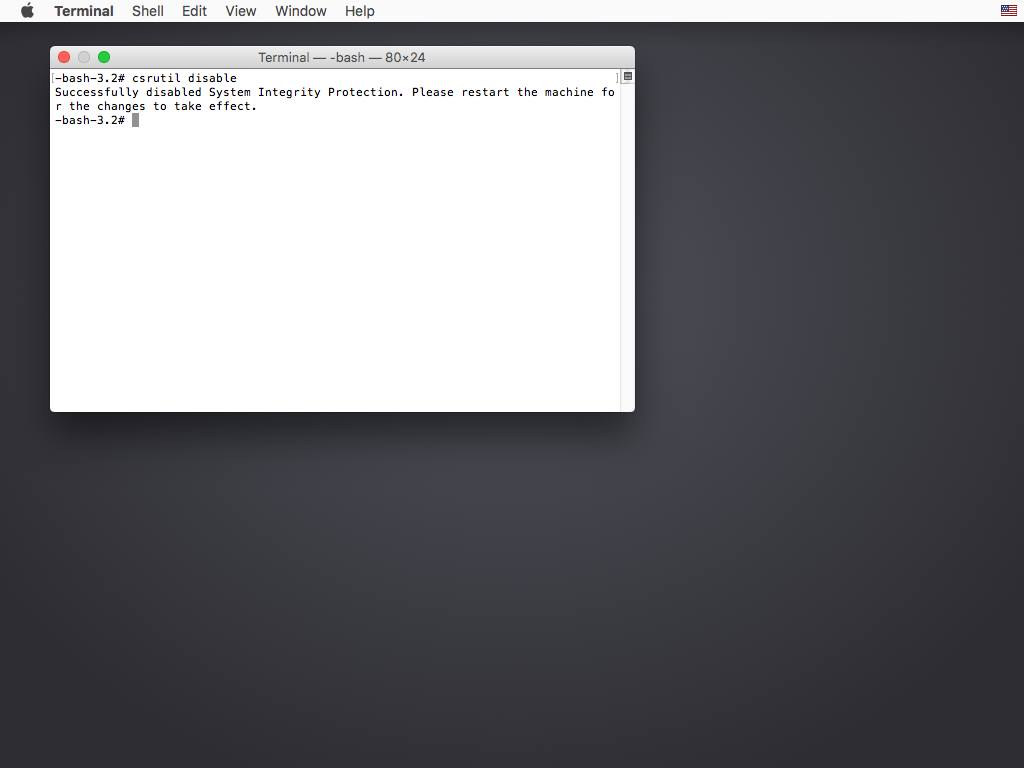 Terminal Shell Edit View Window Help
Terminal — -bash — 80×24
[-bash-3.2# csrutil disable ]
Successfully disabled System Integrity Protection. Please restart the machine fo
r the changes to take effect.
-bash-3.2#